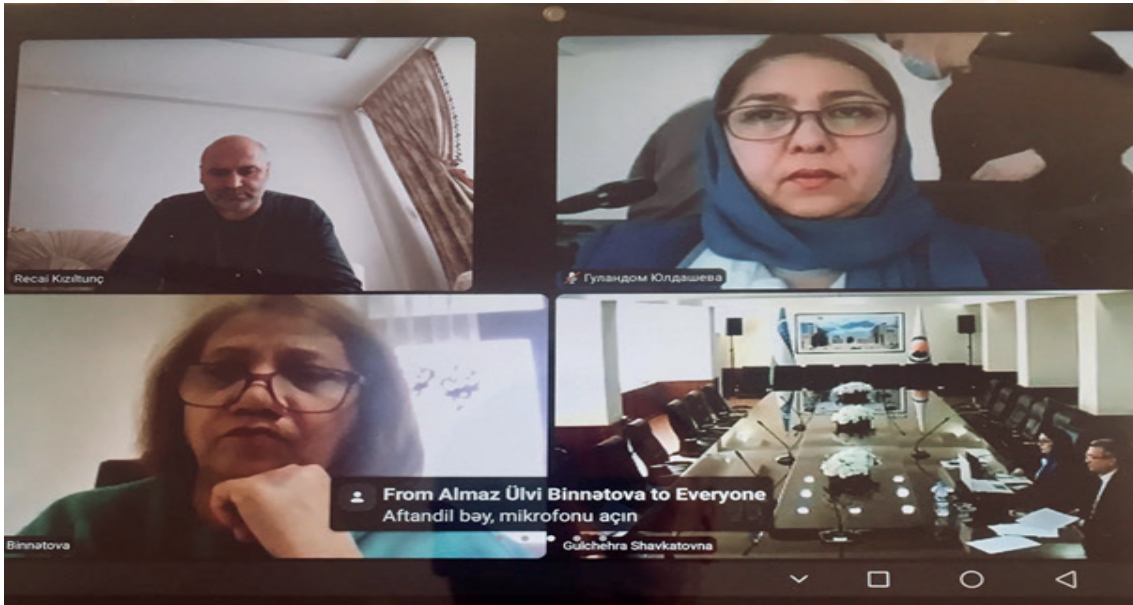 Recai Kızıltunç
Гуландом Юлдашева
From Almaz Ülvi Binnətova to Everyone
Aftandil bəy, mikrofonu açın
Binnətova
Gulchehra Shavkatovna